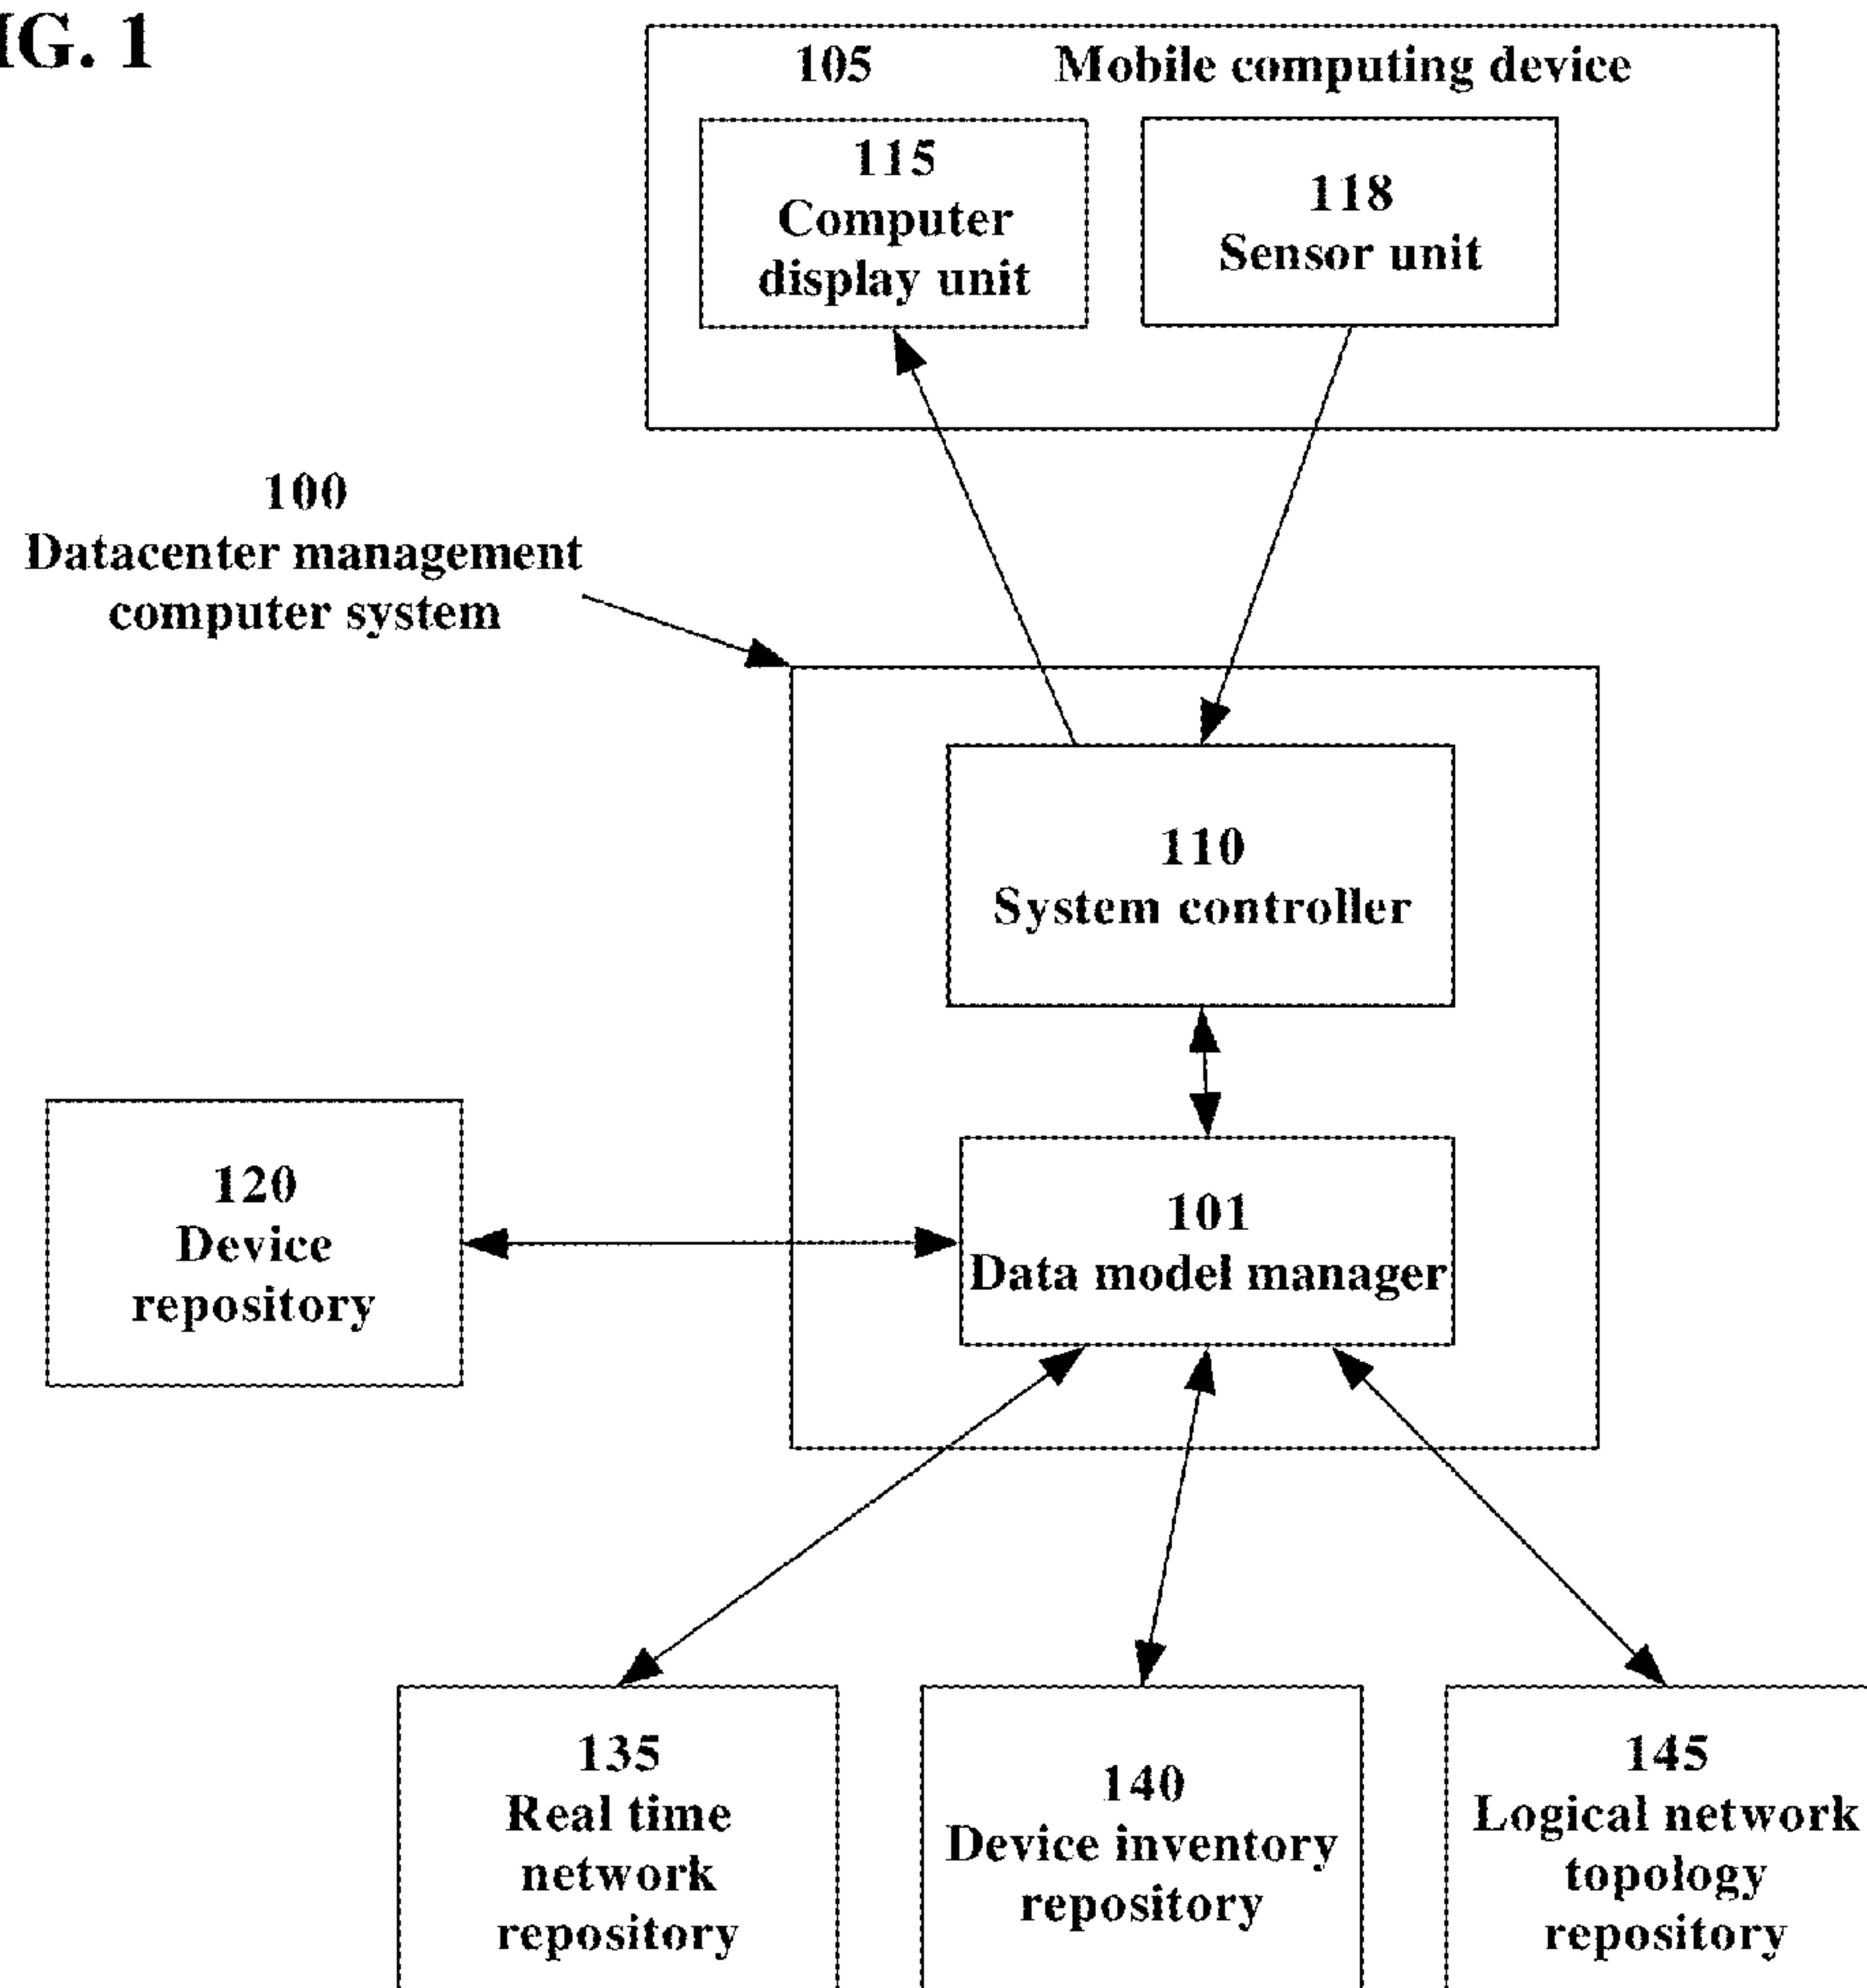 IG. 1
105 Mobile computing device
115
Computer
display unit
118
Sensor unit
100
Datacenter management
computer system
110
System controller
120
Device
repository
101
Data model manager
135
Real time
network
repository
140
Device inventory
repository
145
Logical network
topology
repository